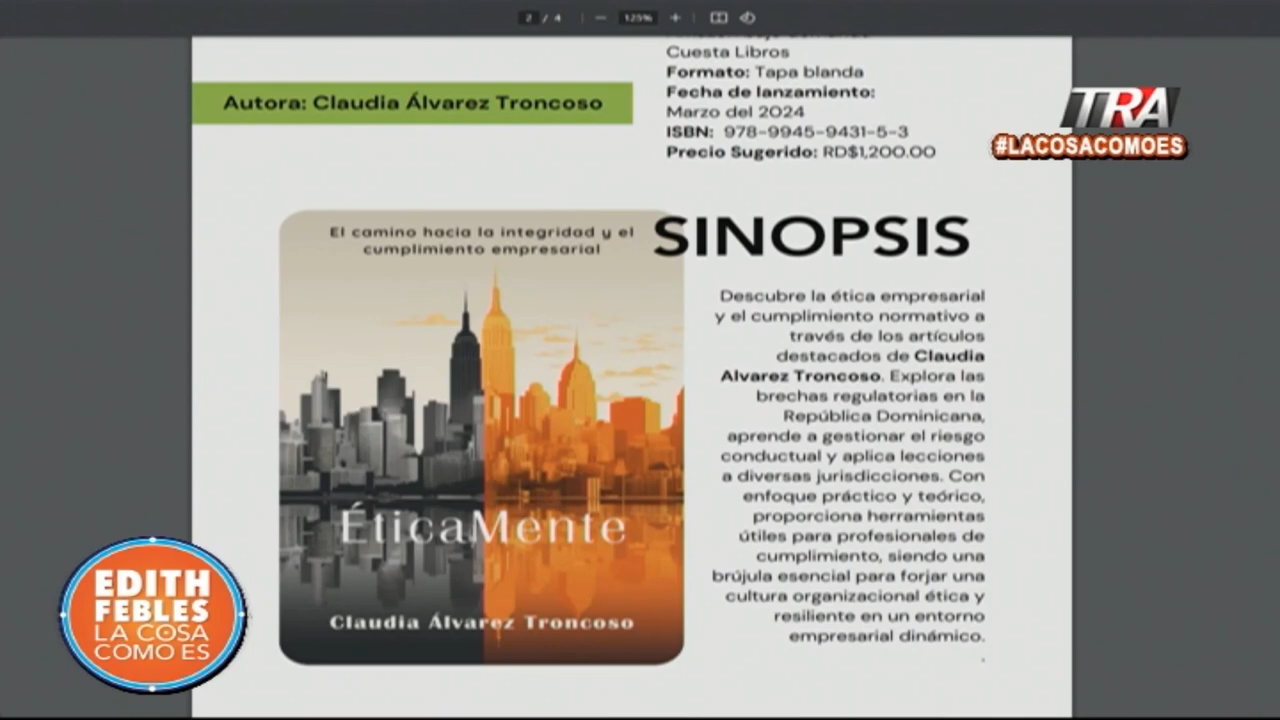 2 / 4
125%
Cuesta Libros
Formato: Tapa blanda
Fecha de lanzamiento:
Marzo del 2024
ISBN: 978-9945-9431-5-3
Precio Sugerido: RD$1,200.00
Autora: Claudia Álvarez Troncoso
TRA
#LACOSACOMOES
El camino hacia la integridad y el
cumplimiento empresarial
ÉticaMente
Claudia Álvarez Troncoso
SINOPSIS
Descubre la ética empresarial
y el cumplimiento normativo a
través de los artículos
destacados de Claudia
Alvarez Troncoso. Explora las
brechas regulatorias en la
República Dominicana,
aprende a gestionar el riesgo
conductual y aplica lecciones
a diversas jurisdicciones. Con
enfoque práctico y teórico,
proporciona herramientas
útiles para profesionales de
cumplimiento, siendo una
brújula esencial para forjar una
cultura organizacional ética y
resiliente en un entorno
empresarial dinámico.
.
EDITH
FEBLES
LA COSA
COMO ES